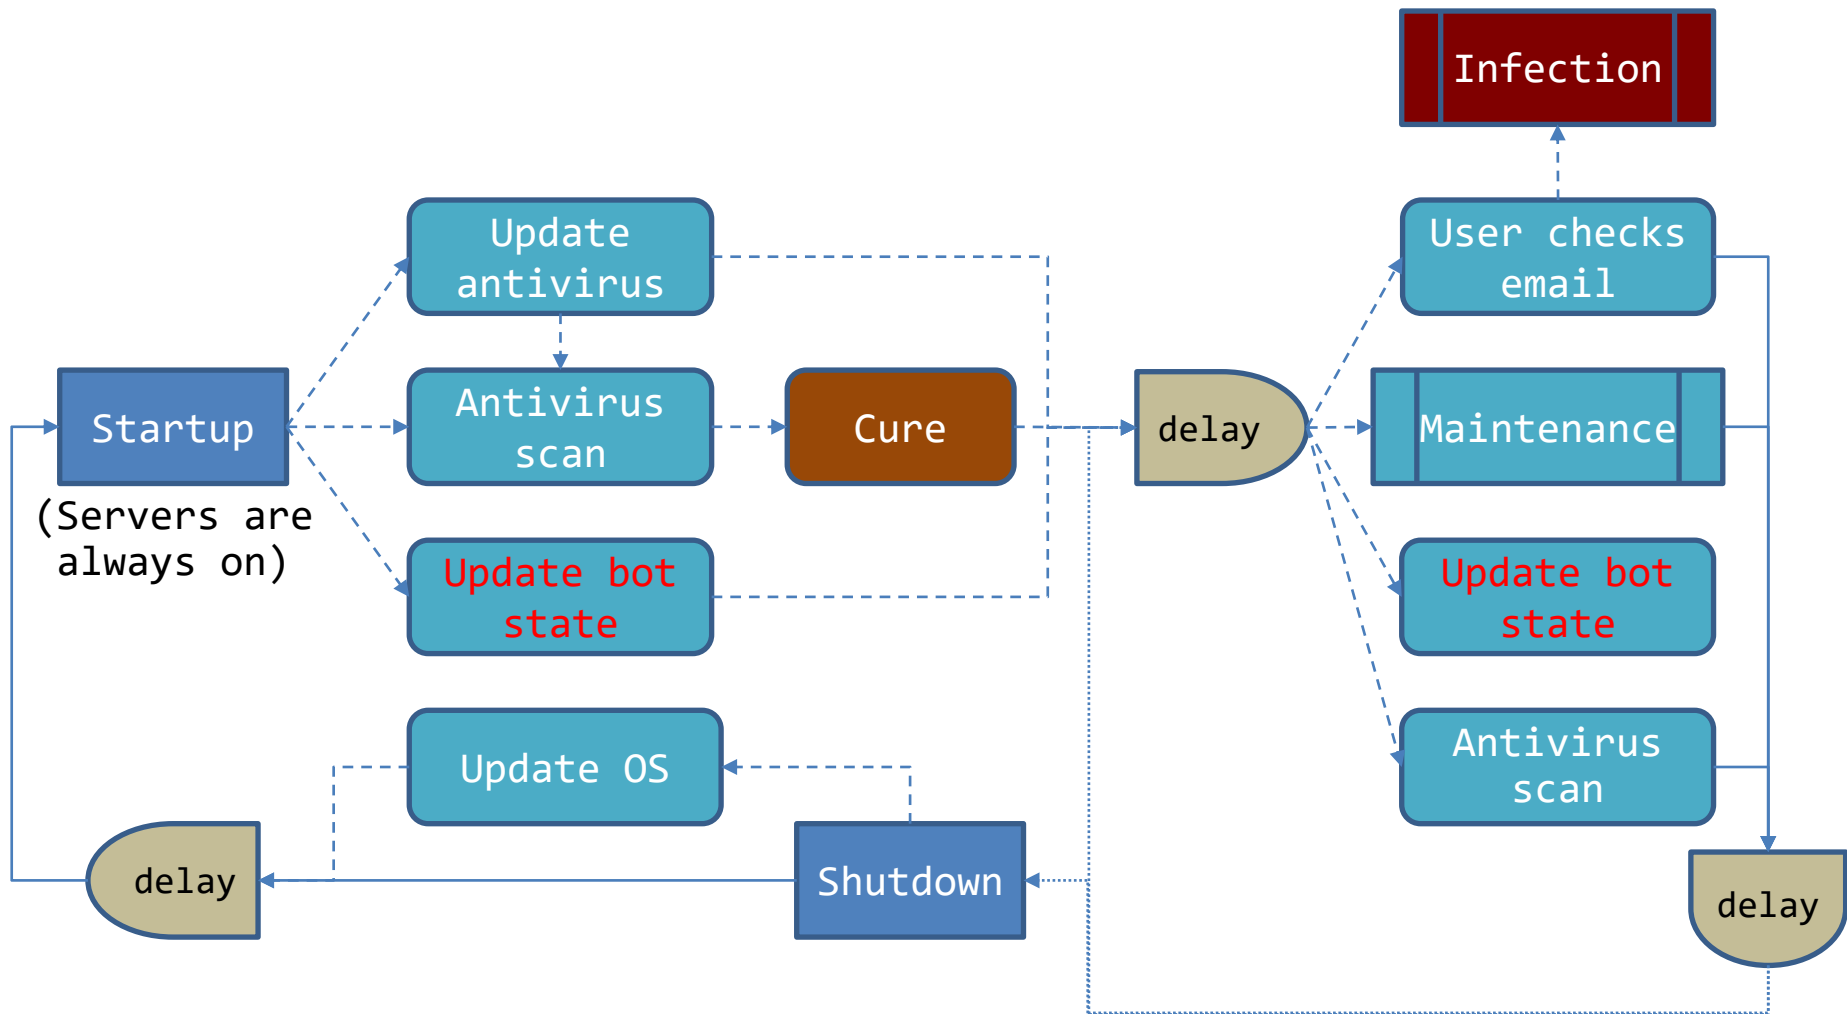 Infection
Update
antivirus
User checks
email
Startup
Antivirus
scan
Cure
delay
Maintenance
(Servers are
always on)
Update bot
state
Update bot
state
Update OS
Antivirus
scan
delay
Shutdown
delay